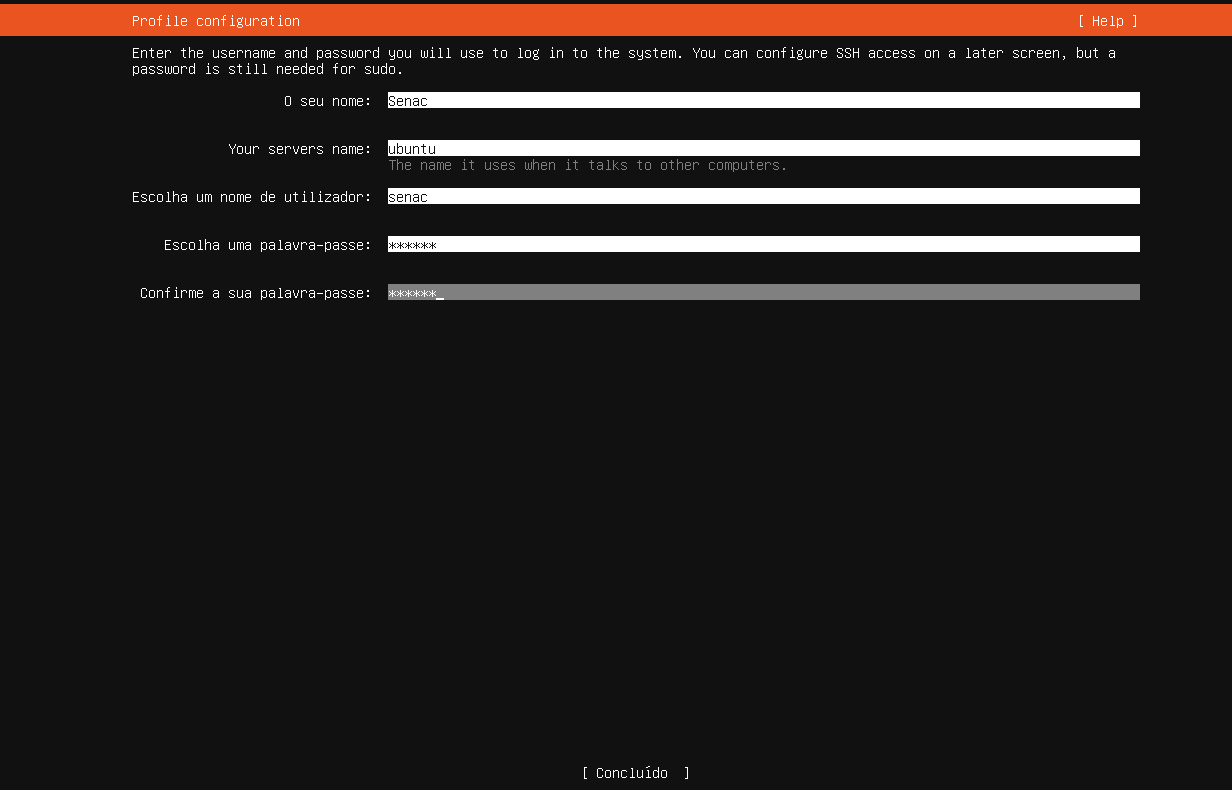 Profile configuration [ Help ]
Enter the username and password you will use to log in to the system. You can configure SSH access on a later screen, but a
password is still needed for sudo.
O seu nome: Senac
Your servers name: ubuntu
The name it uses when it talks to other computers.
Escolha um nome de utilizador: senac
Escolha uma palavra-passe: ******
Confirme a sua palavra-passe: ******_
[ Concluído ]